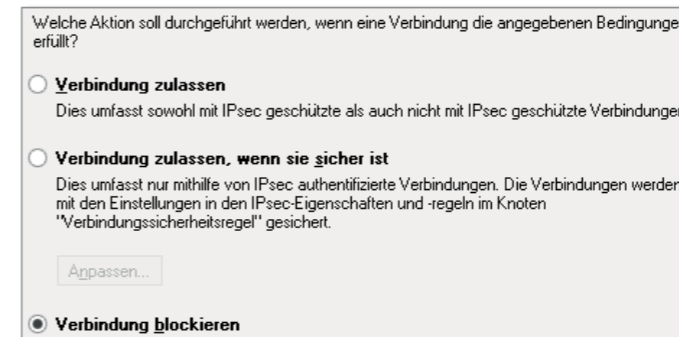 Welche Aktion soll durchgeführt werden, wenn eine Verbindung die angegebenen Bedingunge
erfüllt?
Verbindung zulassen
Dies umfasst sowohl mit IPsec geschützte als auch nicht mit IPsec geschützte Verbindunge
Verbindung zulassen, wenn sie sicher ist
Dies umfasst nur mithilfe von IPsec authentifizierte Verbindungen. Die Verbindungen werden
mit den Einstellungen in den IPsec-Eigenschaften und -regeln im Knoten
"Verbindungssicherheitsregel" gesichert.
Anpassen...
Verbindung blockieren